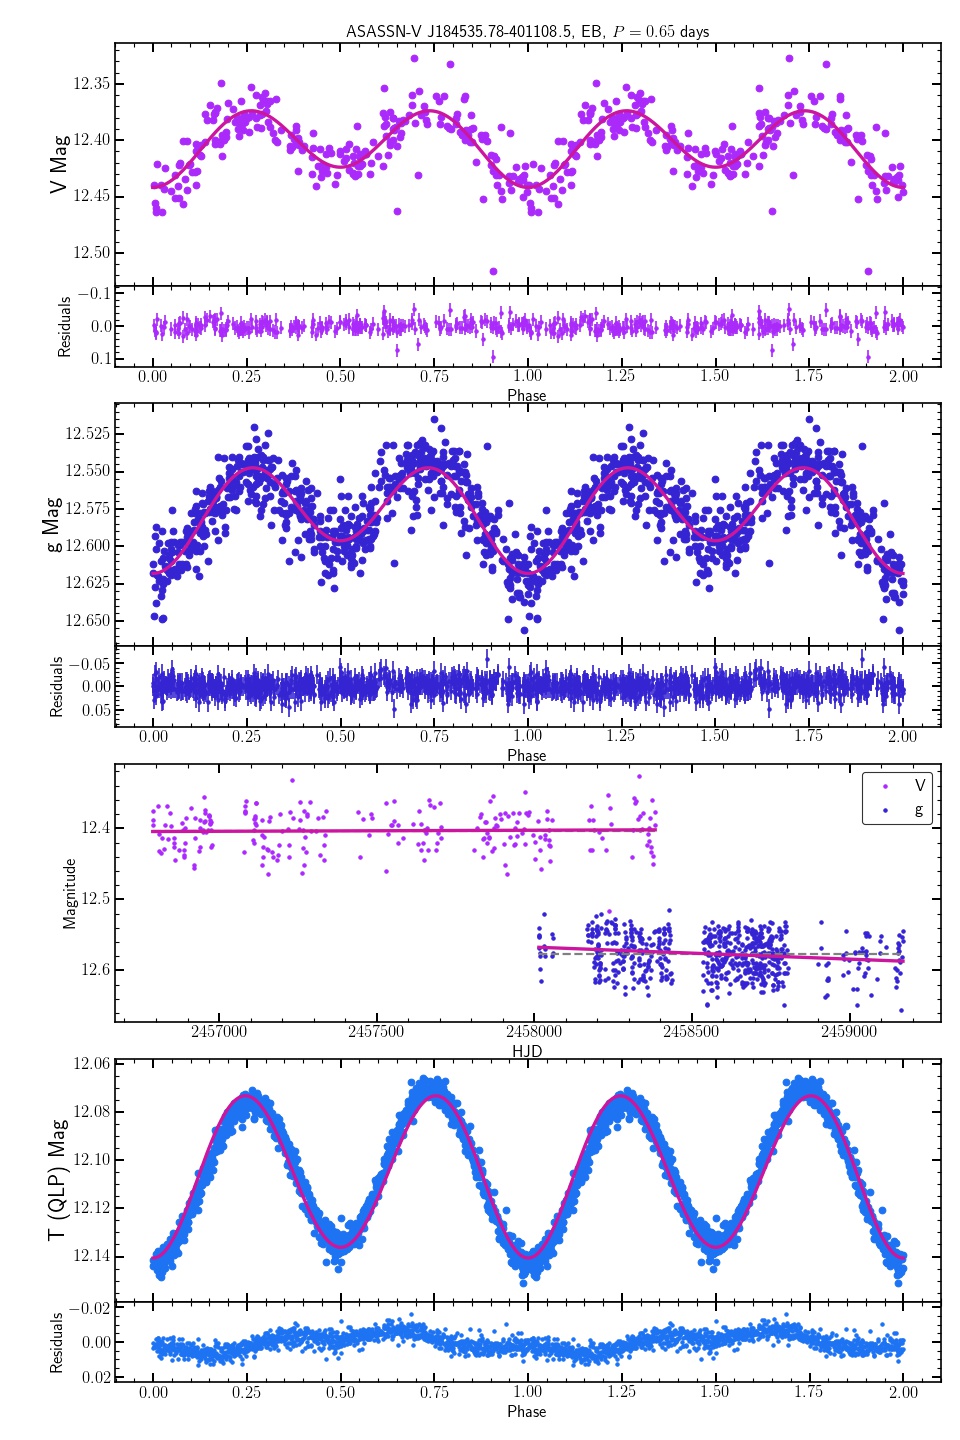 ASASSN-V J184535.78-401108.5, EB, P = 0.65 days
V Mag
12.35
12.40
12.45
12.50
Residuals
−0.1
0.0
0.1
0.00 0.25 0.50 0.75 1.00 1.25 1.50 1.75 2.00
Phase
g Mag
12.525
12.550
12.575
12.600
12.625
12.650
Residuals
−0.05
0.00
0.05
0.00 0.25 0.50 0.75 1.00 1.25 1.50 1.75 2.00
Phase
Magnitude
12.4
12.5
12.6
V
g
2457000 2457500 2458000 2458500 2459000
HJD
T (QLP) Mag
12.06
12.08
12.10
12.12
12.14
Residuals
−0.02
0.00
0.02
0.00 0.25 0.50 0.75 1.00 1.25 1.50 1.75 2.00
Phase